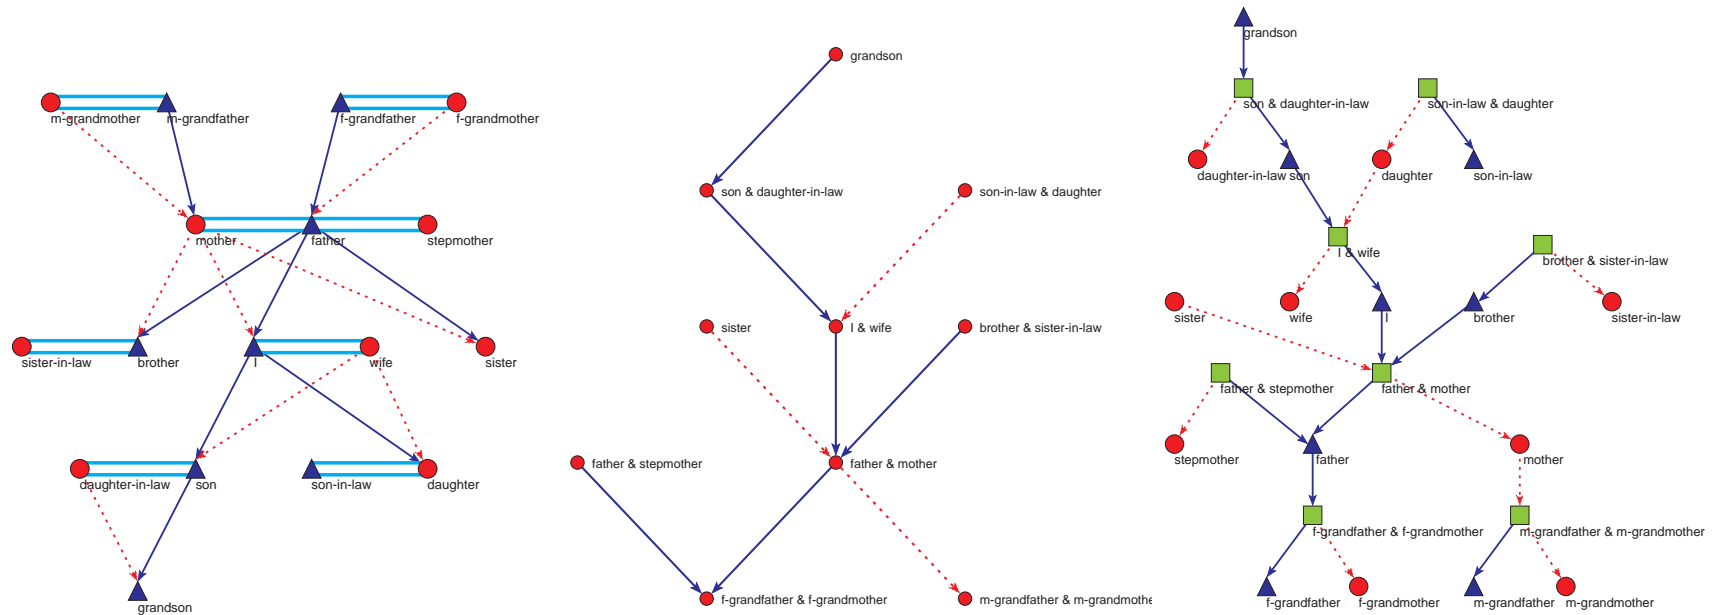 m-grandmother
m-grandfather
f-grandfather
f-grandmother
mother
father
stepmother
sister-in-law
brother
I
wife
sister
daughter-in-law
son
son-in-law
daughter
grandson
grandson
son & daughter-in-law
son-in-law & daughter
sister
I & wife
brother & sister-in-law
father & stepmother
father & mother
f-grandfather & f-grandmother
m-grandfather & m-grandmothe
grandson
son & daughter-in-law
son-in-law & daughter
daughter-in-law
son
daughter
son-in-law
I & wife
brother & sister-in-law
sister
wife
I
brother
sister-in-law
father & stepmother
father & mother
stepmother
father
mother
f-grandfather & f-grandmother
m-grandfather & m-grandmother
f-grandfather
f-grandmother
m-grandfather
m-grandmother